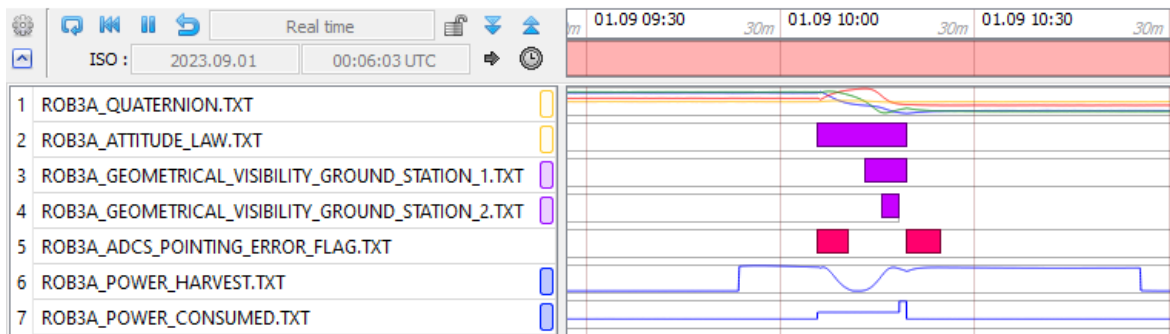 Real time
m 01.09 09:30 30m 01.09 10:00 30m 01.09 10:30 30m
ISO : 2023.09.01 00:06:03 UTC
1 ROB3A_QUATERNION.TXT
2 ROB3A_ATTITUDE_LAW.TXT
3 ROB3A_GEOMETRICAL_VISIBILITY_GROUND_STATION_1.TXT
4 ROB3A_GEOMETRICAL_VISIBILITY_GROUND_STATION_2.TXT
5 ROB3A_ADCS_POINTING_ERROR_FLAG.TXT
6 ROB3A_POWER_HARVEST.TXT
7 ROB3A_POWER_CONSUMED.TXT